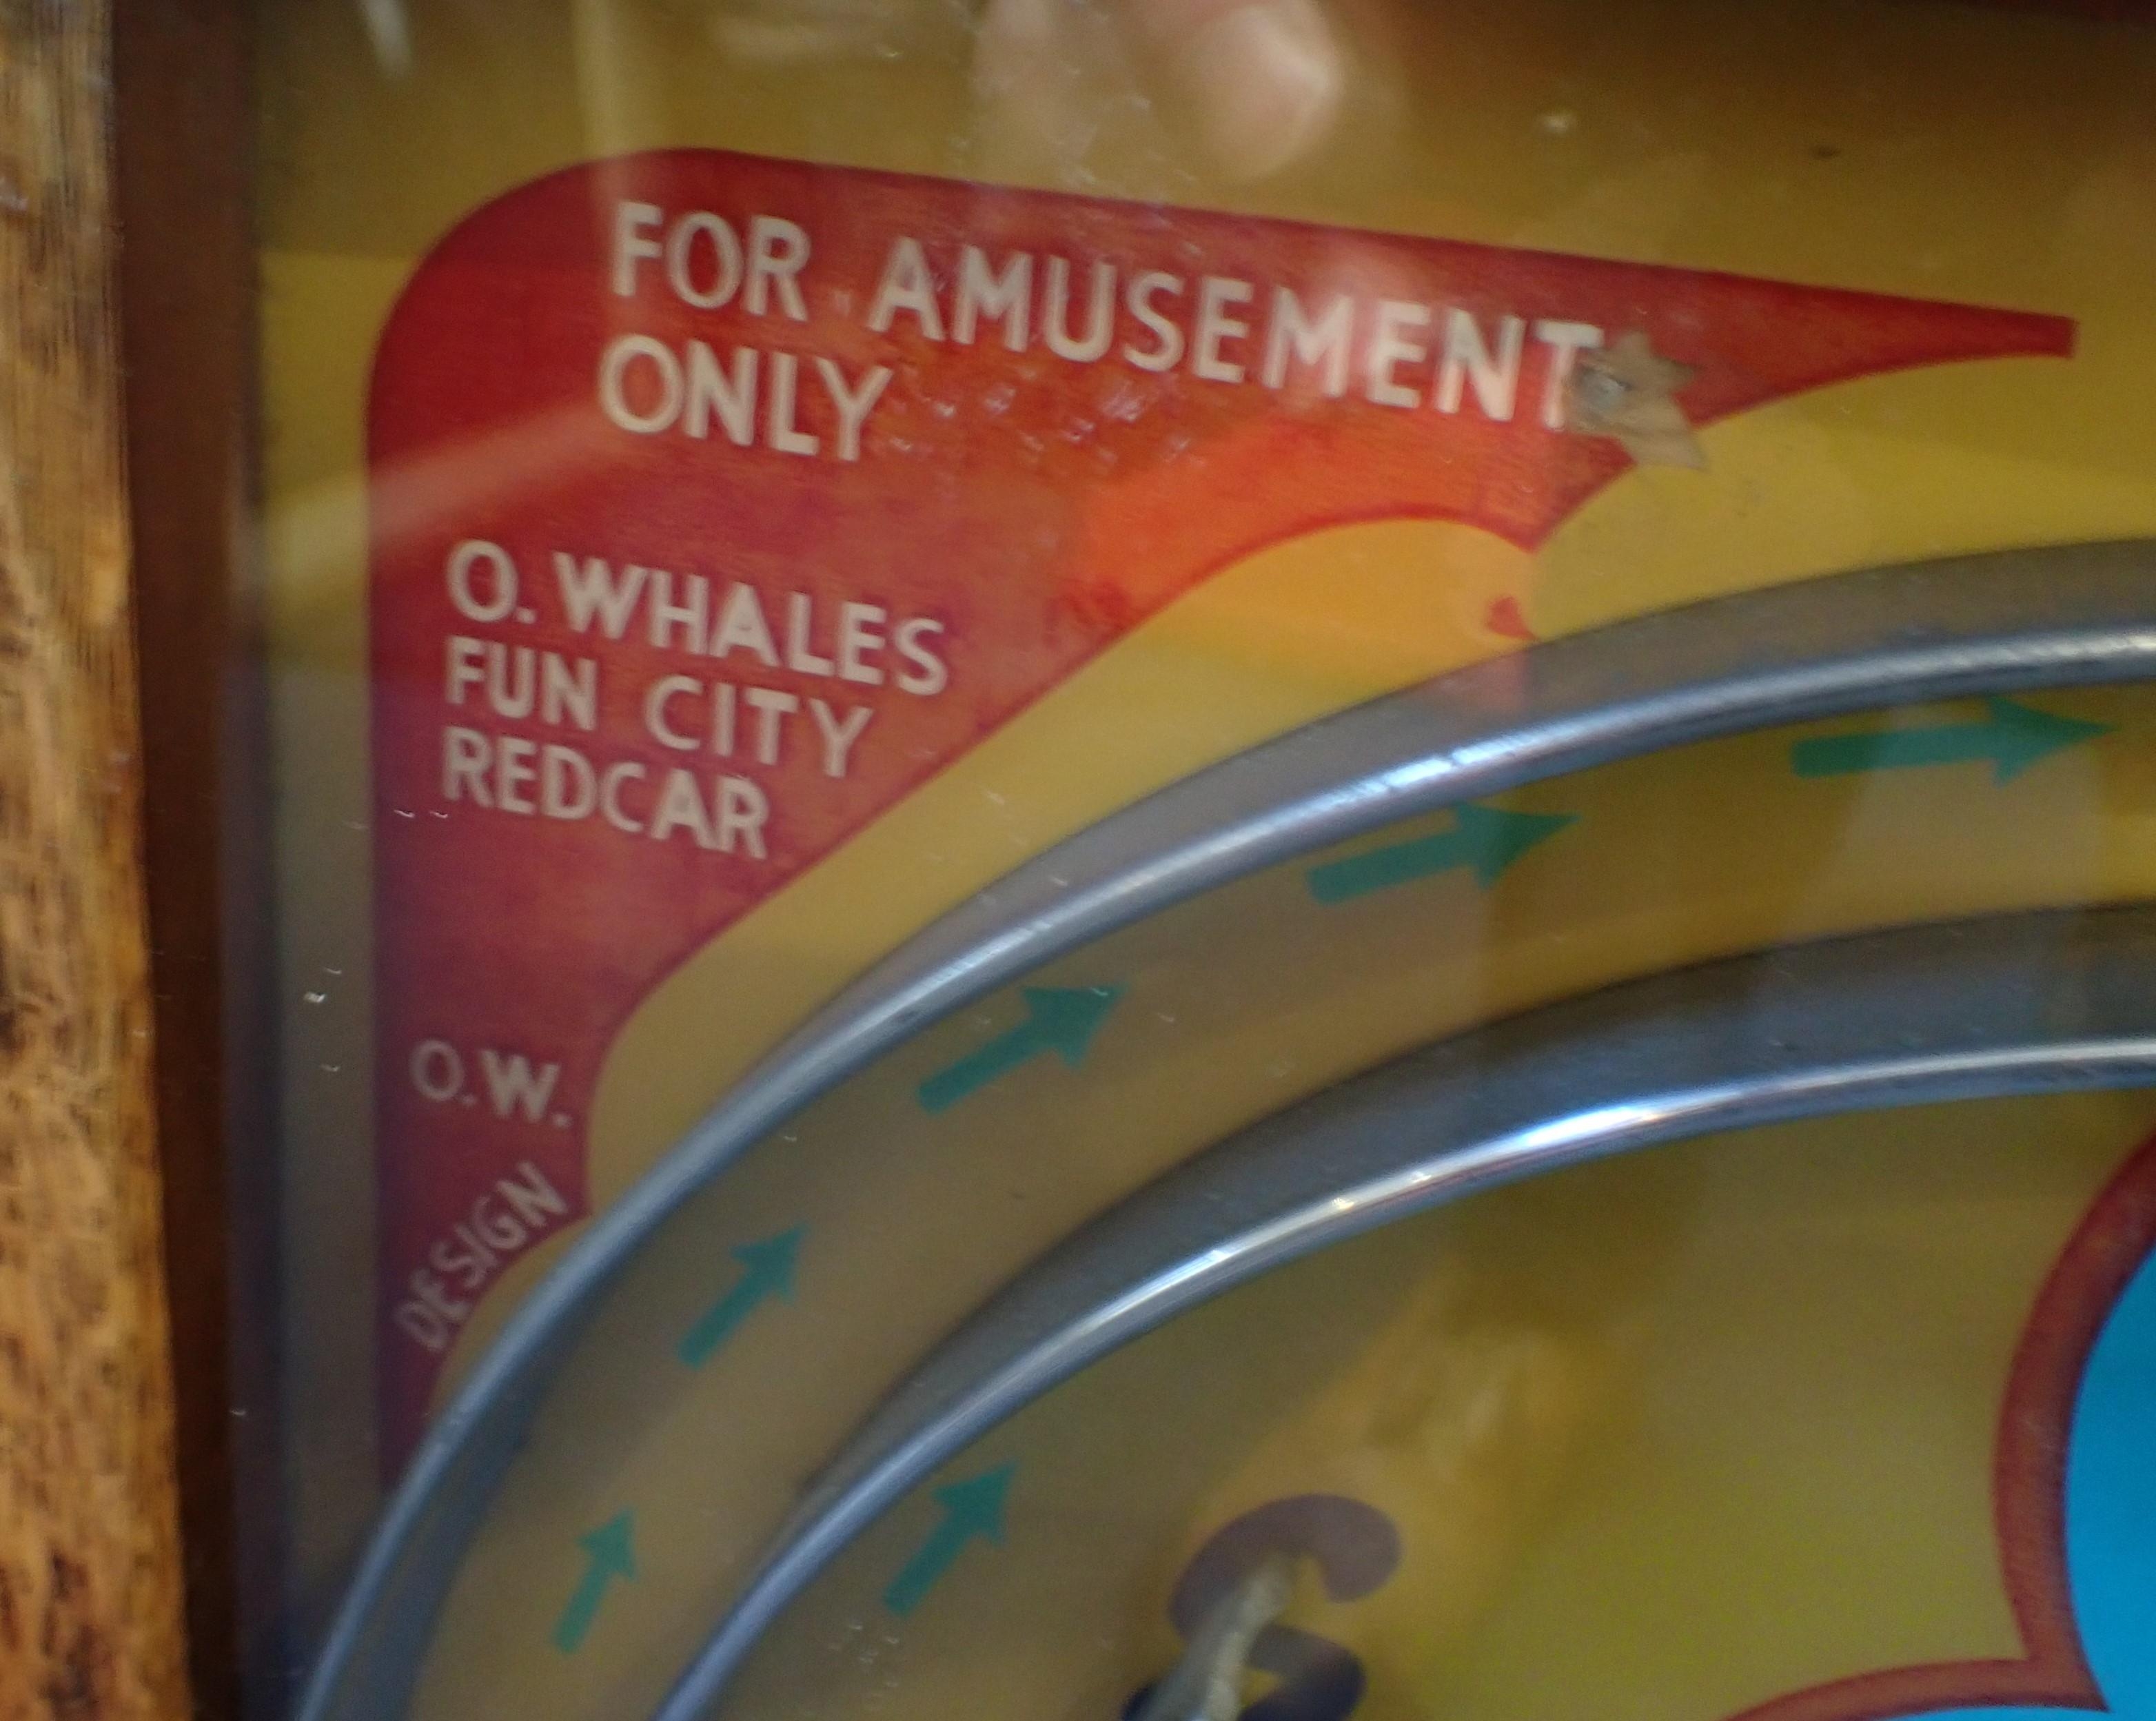 FOR AMUSEMENT
ONLY
O. WHALES
FUN CITY
REDCAR
O.W.
DESIGN